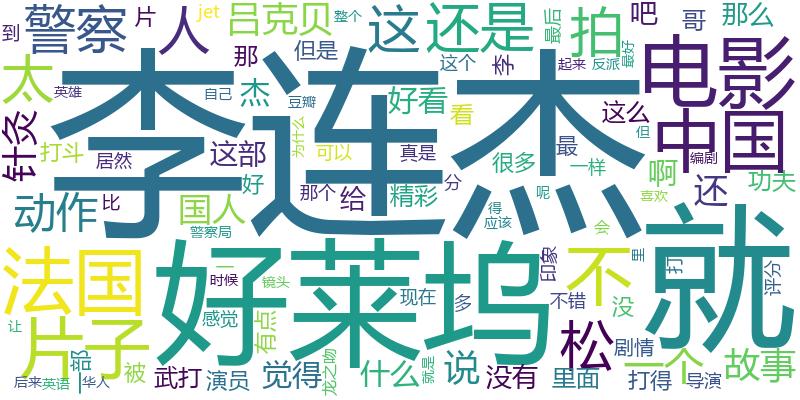 警察 片 人 jet 吕克贝 整个 这 还是 最后 拍 吧 哥 那么
到 太 英雄 那 但是 这个 李 起来 反派 最好 电影
针灸 打斗 居然 杰 自己 豆瓣 好看 看 这么 但 中国
李连杰
这部 为什么 可以 真是 很多 最 一样 啊 编剧
动作 比 国人 好 那个 给 精彩 分 呢 得 应该 还 喜欢 功夫
警察局 会
法国 一 时候 镜头 好莱坞 印象 不 里 打 就 评分
让 片子 感觉 有点 现在 多 不错 没
部 被 武打 演员 觉得 龙之吻 什么 就是 说 没有 里面 松 剧情 一个 打得 导演 故事
后来 英语 华人